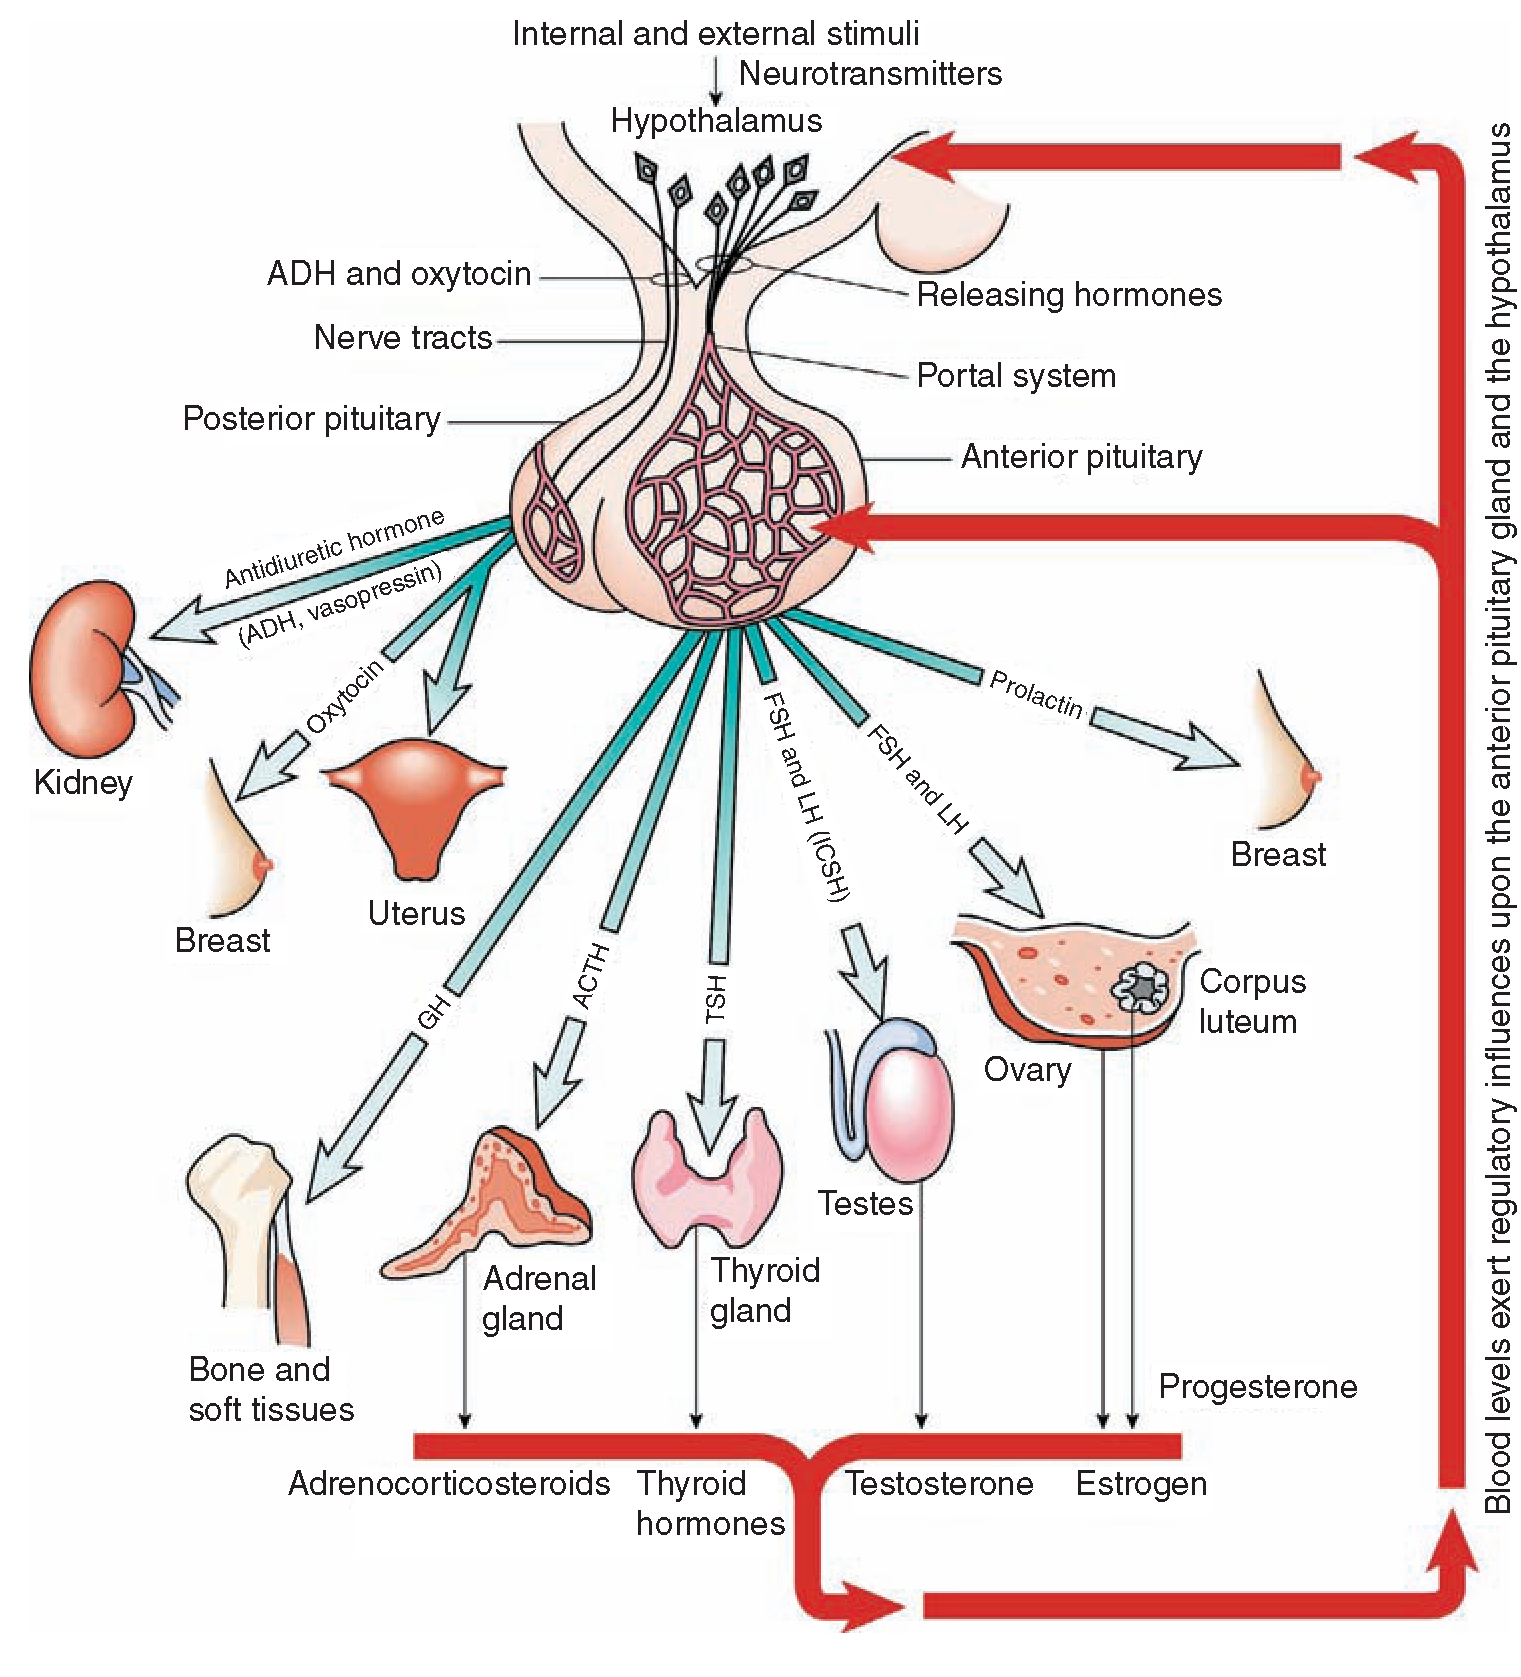 Internal and external stimuli
Neurotransmitters
Hypothalamus
ADH and oxytocin
Releasing hormones
Nerve tracts
Portal system
Posterior pituitary
Anterior pituitary
Antidiuretic hormone
(ADH, vasopressin)
Oxytocin
Prolactin
FSH and LH (ICSH)
FSH and LH
Kidney
Breast
Uterus
Breast
GH
ACTH
TSH
Corpus
luteum
Ovary
Testes
Adrenal
gland
Thyroid
gland
Bone and
soft tissues
Progesterone
Adrenocorticosteroids
Thyroid
hormones
Testosterone
Estrogen
Blood levels exert regulatory influences upon the anterior pituitary gland and the hypothalamus